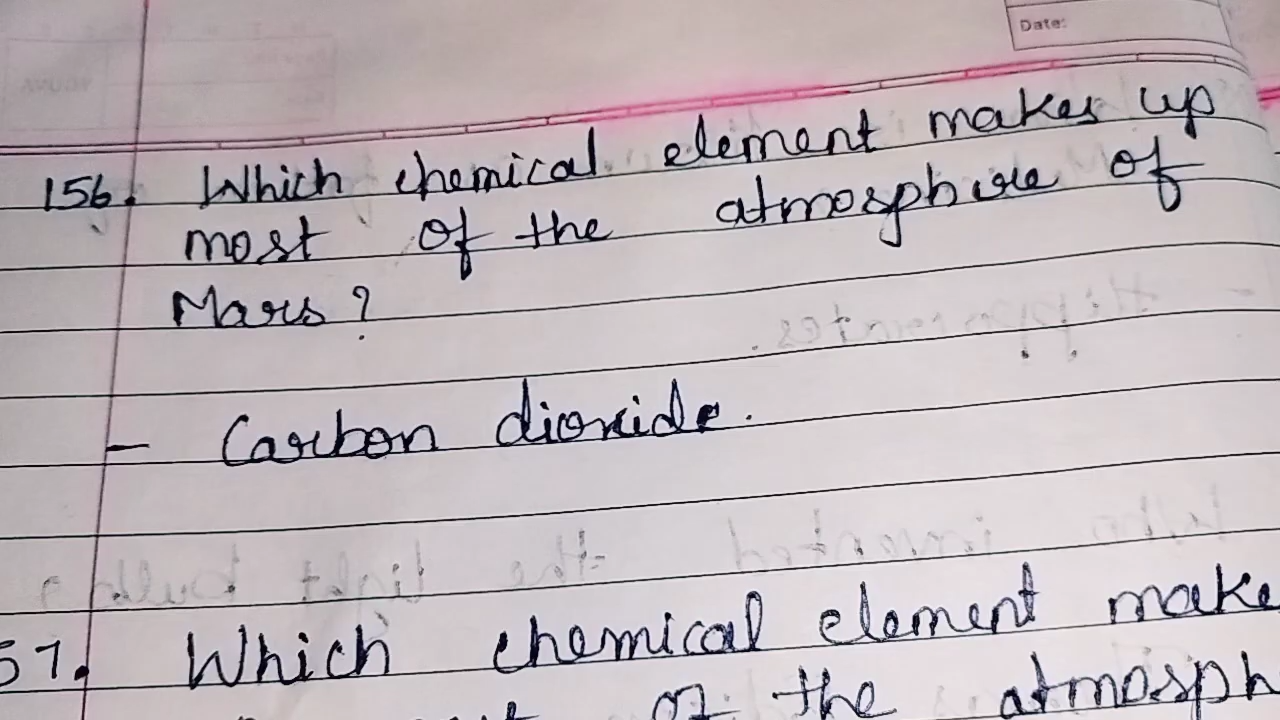 Date:
156. Which chemical element makes up
most of the atmosphere of
Mars?
- Carbon dioxide.
57. Which chemical element make
of the atmosph